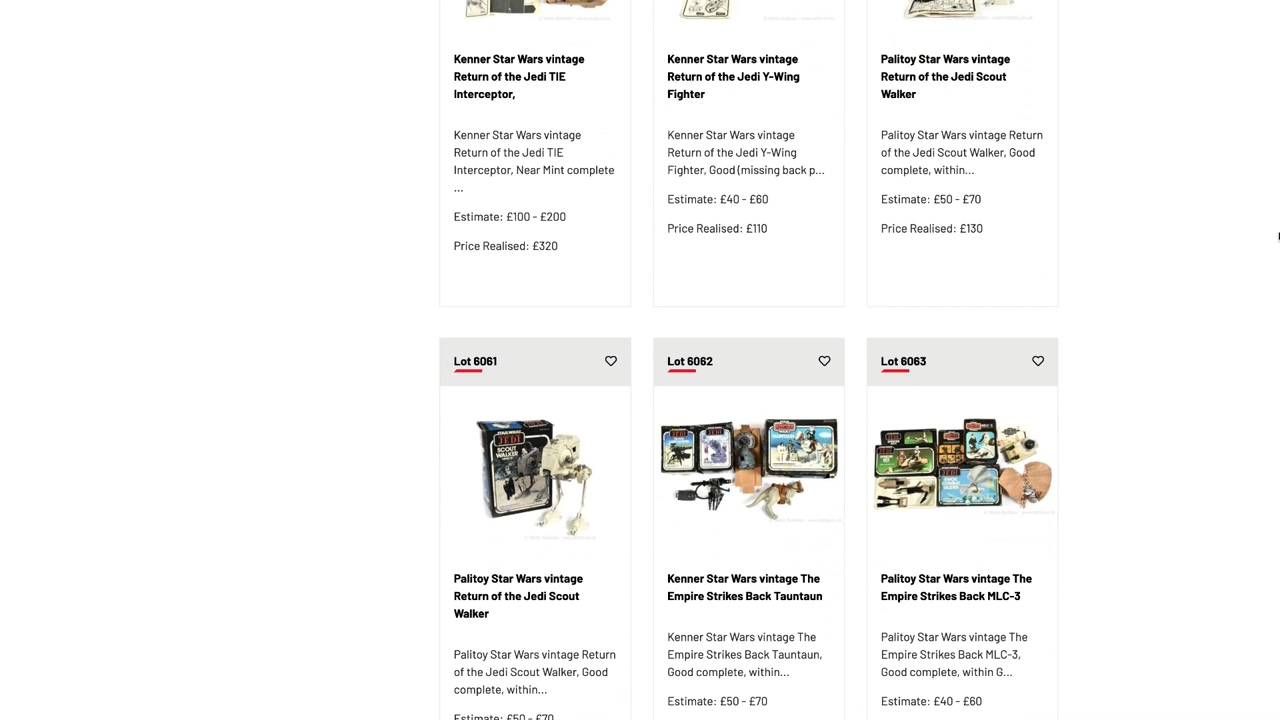 Kenner Star Wars vintage
Return of the Jedi TIE
Interceptor,
Kenner Star Wars vintage
Return of the Jedi TIE
Interceptor, Near Mint complete
...
Estimate: £100 - £200
Price Realised: £320
Kenner Star Wars vintage
Return of the Jedi Y-Wing
Fighter
Kenner Star Wars vintage
Return of the Jedi Y-Wing
Fighter, Good (missing back p...
Estimate: £40 - £60
Price Realised: £110
Palitoy Star Wars vintage
Return of the Jedi Scout
Walker
Palitoy Star Wars vintage Return
of the Jedi Scout Walker, Good
complete, within...
Estimate: £50 - £70
Price Realised: £130
Lot 6061
JEDI
SCOUT
WALKER
Palitoy Star Wars vintage
Return of the Jedi Scout
Walker
Palitoy Star Wars vintage Return
of the Jedi Scout Walker, Good
complete, within...
Estimate: £50 - £70
Lot 6062
Kenner Star Wars vintage The
Empire Strikes Back Tauntaun
Kenner Star Wars vintage The
Empire Strikes Back Tauntaun,
Good complete, within...
Estimate: £50 - £70
Lot 6063
Palitoy Star Wars vintage The
Empire Strikes Back MLC-3
Palitoy Star Wars vintage The
Empire Strikes Back MLC-3,
Good complete, within G...
Estimate: £40 - £60